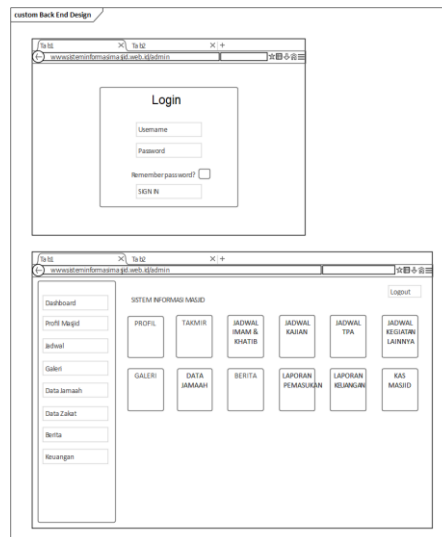 custom Back End Design
Tab1 Tab2 +
wwwsisteminformasimasjid.web.id/admin
Login
Username
Password
Remember password?
SIGN IN
Tab1 Tab2 +
wwwsisteminformasimasjid.web.id/admin
Logout
SISTEM INFORMASI MASJID
Dashboard
Profil Masjid
Jadwal
Galeri
Data Jamaah
Data Zakat
Berita
Keuangan
PROFIL
TAKMIR
JADWAL
IMAM &
KHATIB
JADWAL
KAJIAN
JADWAL
TPA
JADWAL
KEGIATAN
LAINNYA
GALERI
DATA
JAMAAH
BERITA
LAPORAN
PEMASUKAN
LAPORAN
KEUANGAN
KAS
MASJID